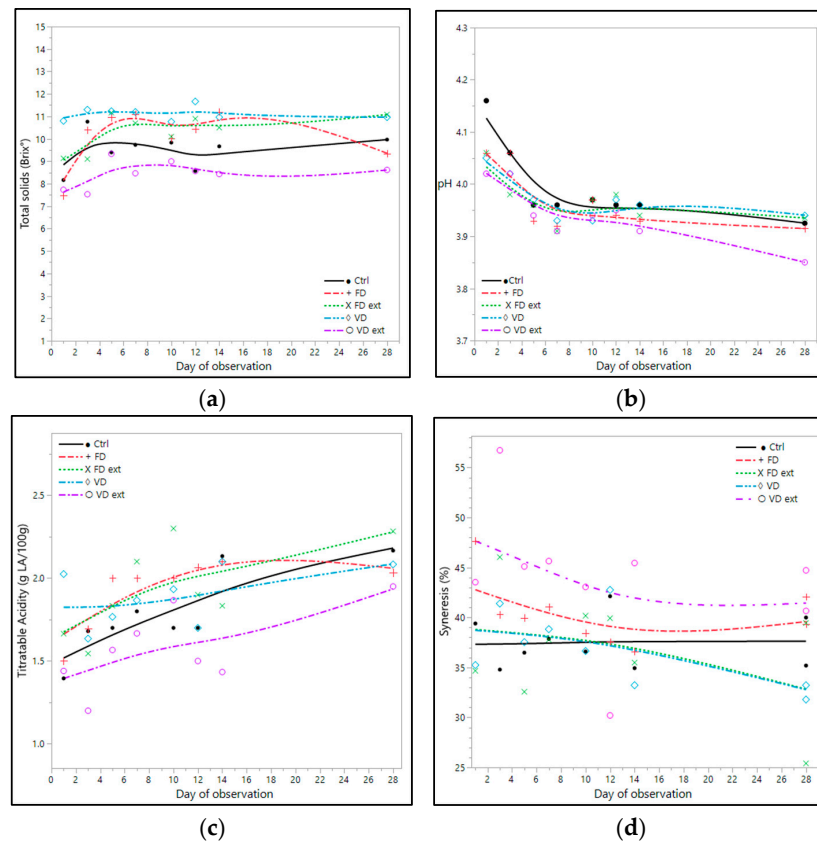 15
14
13
12
11
10
9
8
7
6
5
4
3
2
1
Total solids (Brix°)
Ctrl
+ FD
X FD ext
◊ VD
O VD ext
0 2 4 6 8 10 12 14 16 18 20 22 24 26 28
Day of observation
(a)
4.3
4.2
4.1
4.0
3.9
3.8
3.7
pH
Ctrl
+ FD
X FD ext
◊ VD
O VD ext
0 2 4 6 8 10 12 14 16 18 20 22 24 26 28
Day of observation
(b)
2.5
2.0
1.5
1.0
Titratable Acidity (g LA/100g)
Ctrl
+ FD
X FD ext
◊ VD
O VD ext
0 2 4 6 8 10 12 14 16 18 20 22 24 26 28
Day of observation
(c)
55
50
45
40
35
30
25
Syneresis (%)
Ctrl
+ FD
X FD ext
◊ VD
O VD ext
2 4 6 8 10 12 14 16 18 20 22 24 26 28
Day of observation
(d)